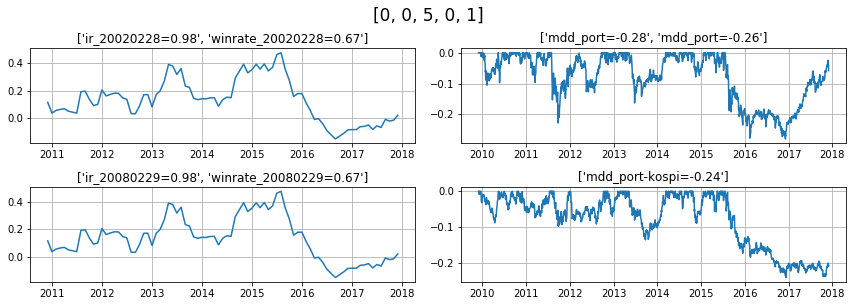 [0, 0, 5, 0, 1]
['ir_20020228=0.98', 'winrate_20020228=0.67']
0.4
0.2
0.0
2011 2012 2013 2014 2015 2016 2017 2018
['mdd_port=-0.28', 'mdd_port=-0.26']
0.0
−0.1
−0.2
2010 2011 2012 2013 2014 2015 2016 2017 2018
['ir_20080229=0.98', 'winrate_20080229=0.67']
0.4
0.2
0.0
2011 2012 2013 2014 2015 2016 2017 2018
['mdd_port-kospi=-0.24']
0.0
−0.1
−0.2
2010 2011 2012 2013 2014 2015 2016 2017 2018